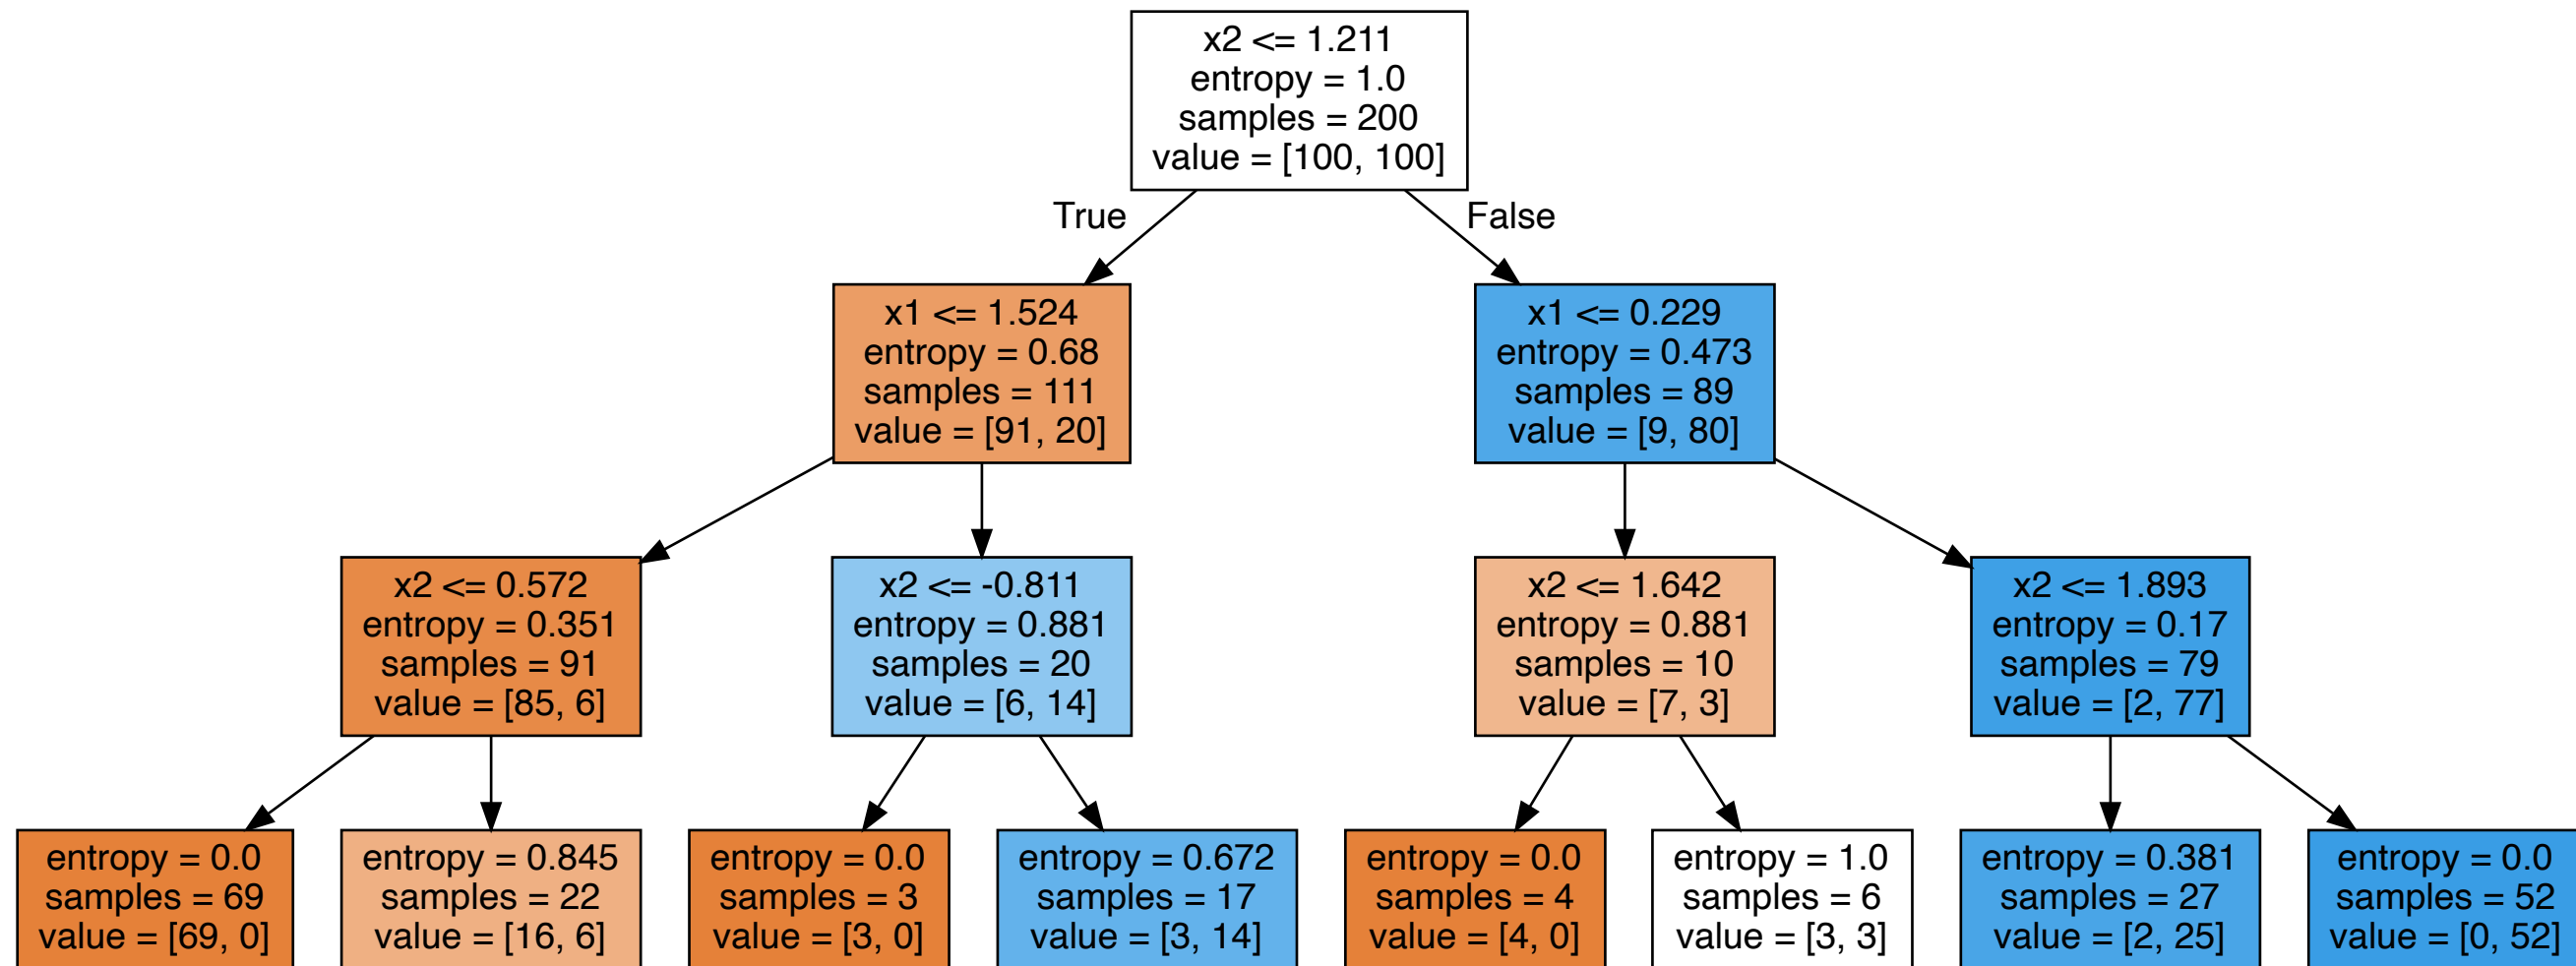 x2 <= 1.211
entropy = 1.0
samples = 200
value = [100, 100]
True
False
x1 <= 1.524
entropy = 0.68
samples = 111
value = [91, 20]
x1 <= 0.229
entropy = 0.473
samples = 89
value = [9, 80]
x2 <= 0.572
entropy = 0.351
samples = 91
value = [85, 6]
x2 <= -0.811
entropy = 0.881
samples = 20
value = [6, 14]
x2 <= 1.642
entropy = 0.881
samples = 10
value = [7, 3]
x2 <= 1.893
entropy = 0.17
samples = 79
value = [2, 77]
entropy = 0.0
samples = 69
value = [69, 0]
entropy = 0.845
samples = 22
value = [16, 6]
entropy = 0.0
samples = 3
value = [3, 0]
entropy = 0.672
samples = 17
value = [3, 14]
entropy = 0.0
samples = 4
value = [4, 0]
entropy = 1.0
samples = 6
value = [3, 3]
entropy = 0.381
samples = 27
value = [2, 25]
entropy = 0.0
samples = 52
value = [0, 52]